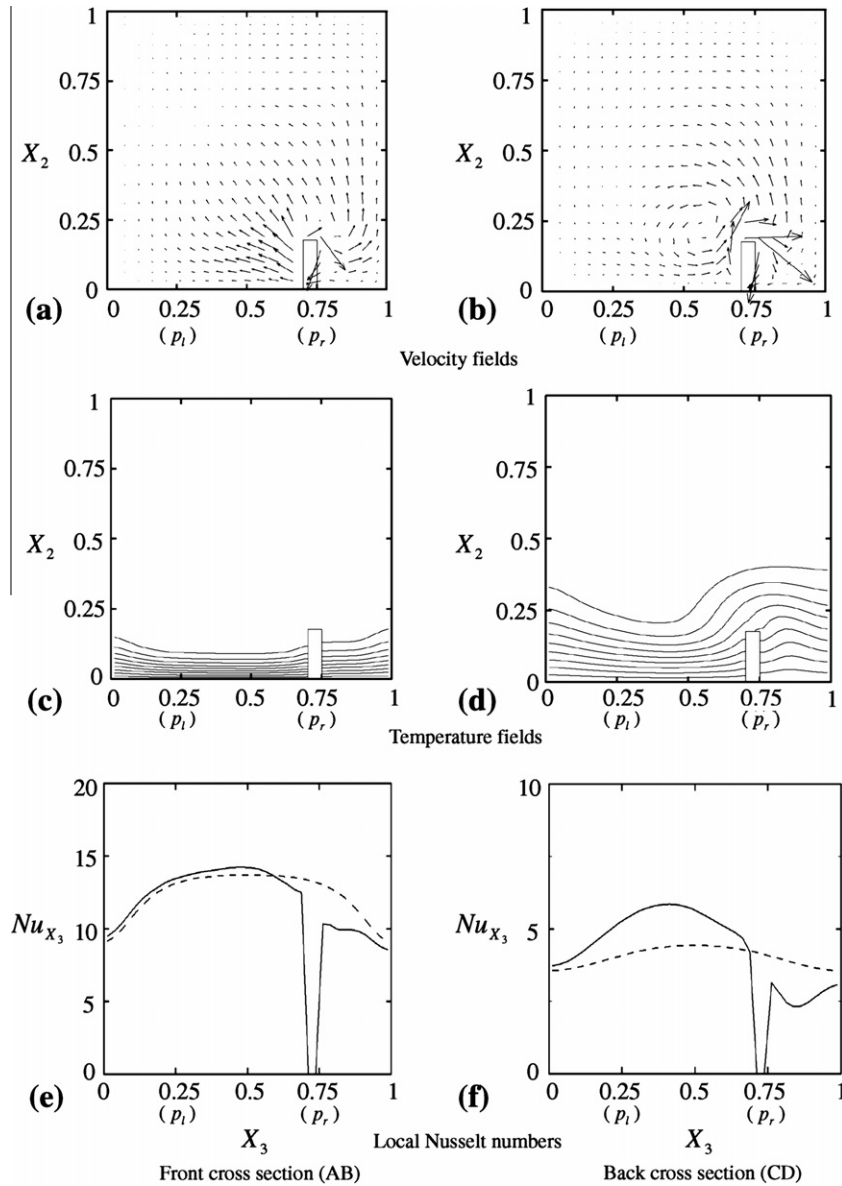 1 1
0.75 0.75
X₂ X₂
0.5 0.5
0.25 0.25
0 0
(a) 0 0.25 0.5 0.75 1 (b) 0 0.25 0.5 0.75 1
(pₗ) (pᵣ) (pₗ) (pᵣ)
Velocity fields
1 1
0.75 0.75
X₂ X₂
0.5 0.5
0.25 0.25
0 0
(c) 0 0.25 0.5 0.75 1 (d) 0 0.25 0.5 0.75 1
(pₗ) (pᵣ) (pₗ) (pᵣ)
Temperature fields
20 10
15
Nu_X₃ 10 Nu_X₃ 5
5
0 0
(e) 0 0.25 0.5 0.75 1 (f) 0 0.25 0.5 0.75 1
(pₗ) (pᵣ) (pₗ) (pᵣ)
X₃ Local Nusselt numbers X₃
Front cross section (AB) Back cross section (CD)